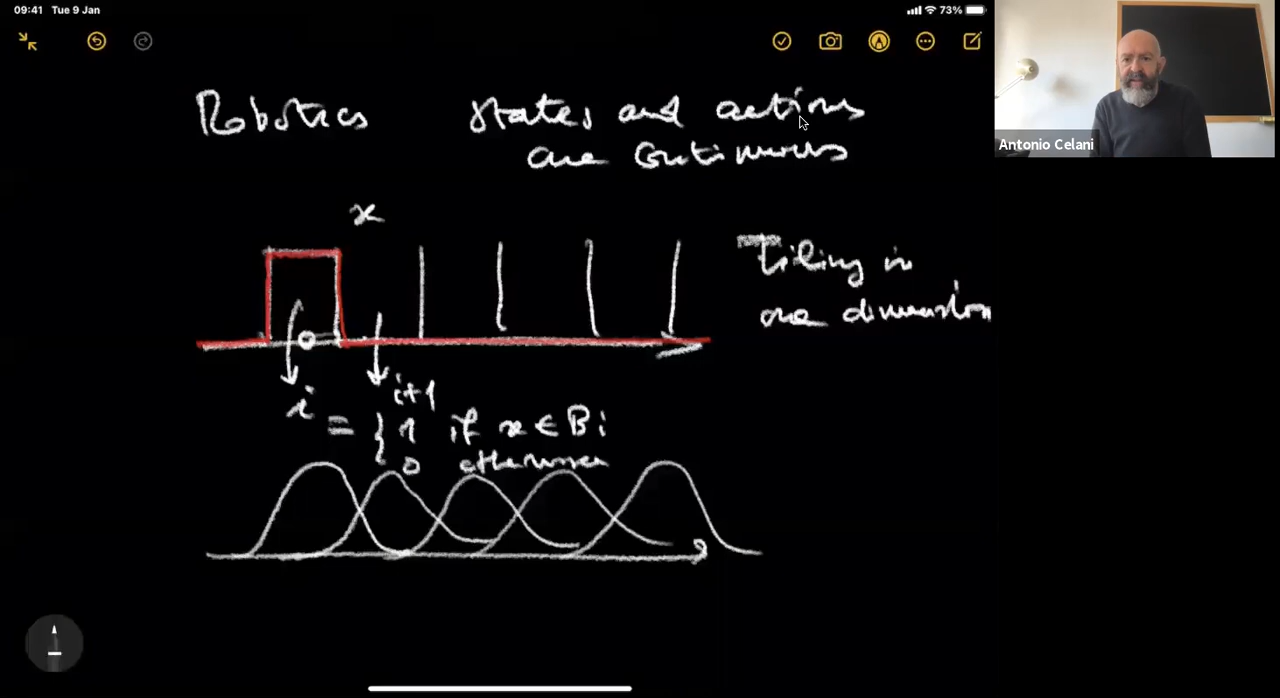 09:41 Tue 9 Jan
73%
Robotics states and actions
are continuous
Antonio Celani
x
Tiling in
one dimension
i
i+1
= { 1 if x ∈ Bi
0 otherwise